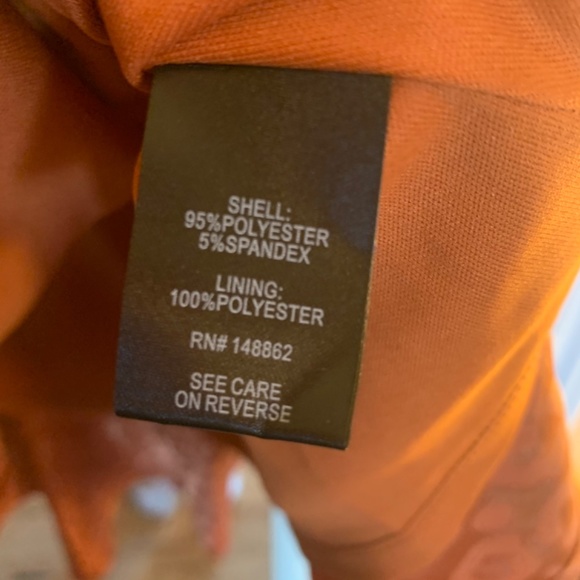 SHELL:
95%POLYESTER
5%SPANDEX
LINING:
100%POLYESTER
RN# 148862
SEE CARE
ON REVERSE